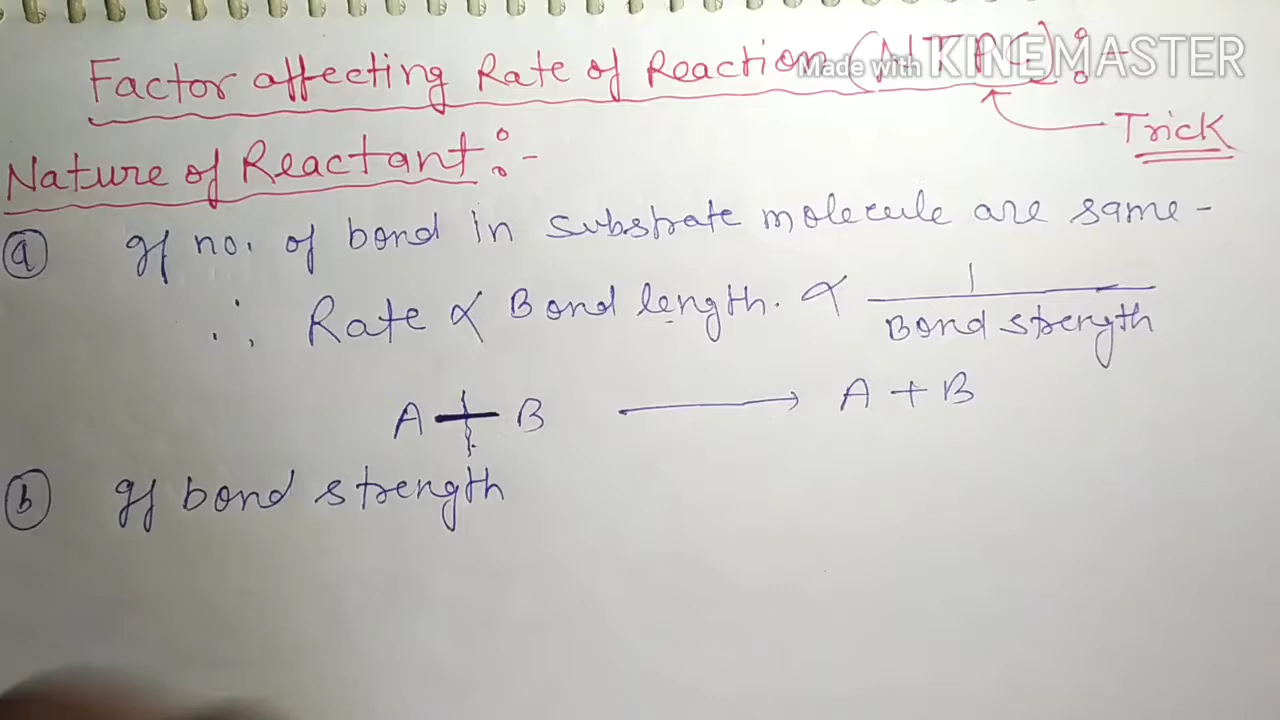 Factor affecting Rate of Reaction (NTPC) :-
Made with KINEMASTER
Trick
Nature of Reactant :-
(a) If no. of bond in substrate molecule are same -
∴ Rate ∝ Bond length. ∝ 1 / Bond strength
A + B ⟶ A + B
(b) If bond strength